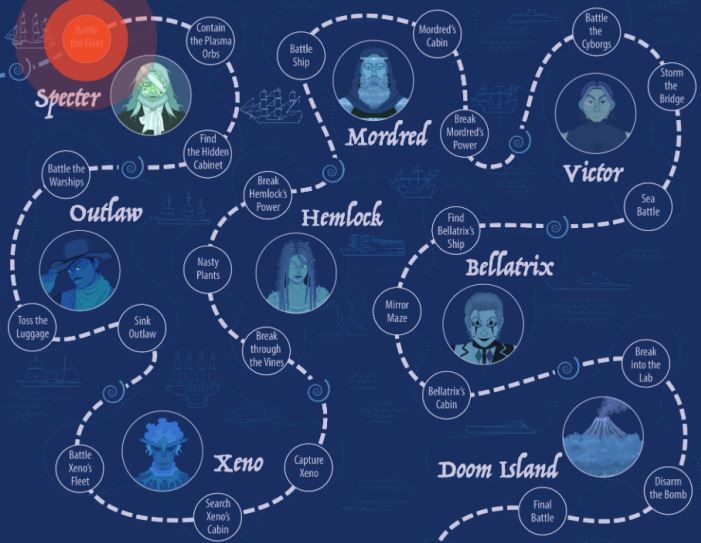 Battle
the Fleet
Contain
the Plasma
Orbs
Specter
Find
the Hidden
Cabinet
Battle the
Warships
Outlaw
Toss the
Luggage
Sink
Outlaw
Battle
Xeno's
Fleet
Xeno
Search
Xeno's
Cabin
Capture
Xeno
Break
through
the Vines
Nasty
Plants
Hemlock
Break
Hemlock's
Power
Battle
Ship
Mordred
Mordred's
Cabin
Break
Mordred's
Power
Battle
the
Cyborgs
Storm
the
Bridge
Victor
Sea
Battle
Find
Bellatrix's
Ship
Bellatrix
Mirror
Maze
Bellatrix's
Cabin
Break
into the
Lab
Doom Island
Disarm
the Bomb
Final
Battle